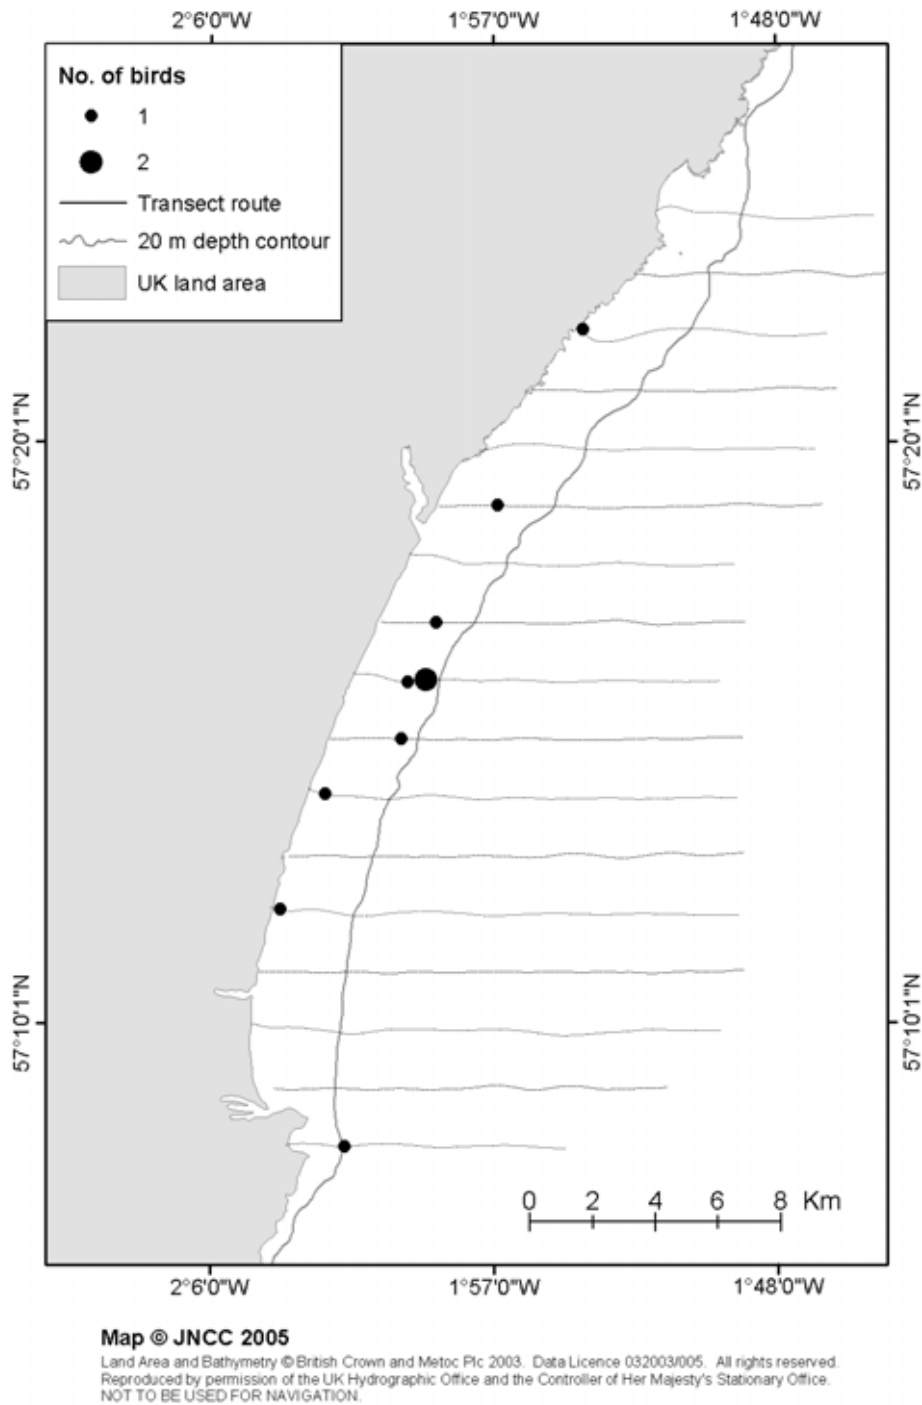 2°6'0"W 1°57'0"W 1°48'0"W
No. of birds
1
2
Transect route
20 m depth contour
UK land area
57°20'1"N 57°20'1"N
57°10'1"N 57°10'1"N
0 2 4 6 8 Km
2°6'0"W 1°57'0"W 1°48'0"W
Map © JNCC 2005
Land Area and Bathymetry © British Crown and Metoc Plc 2003. Data Licence 032003/005. All rights reserved.
Reproduced by permission of the UK Hydrographic Office and the Controller of Her Majesty's Stationary Office.
NOT TO BE USED FOR NAVIGATION.